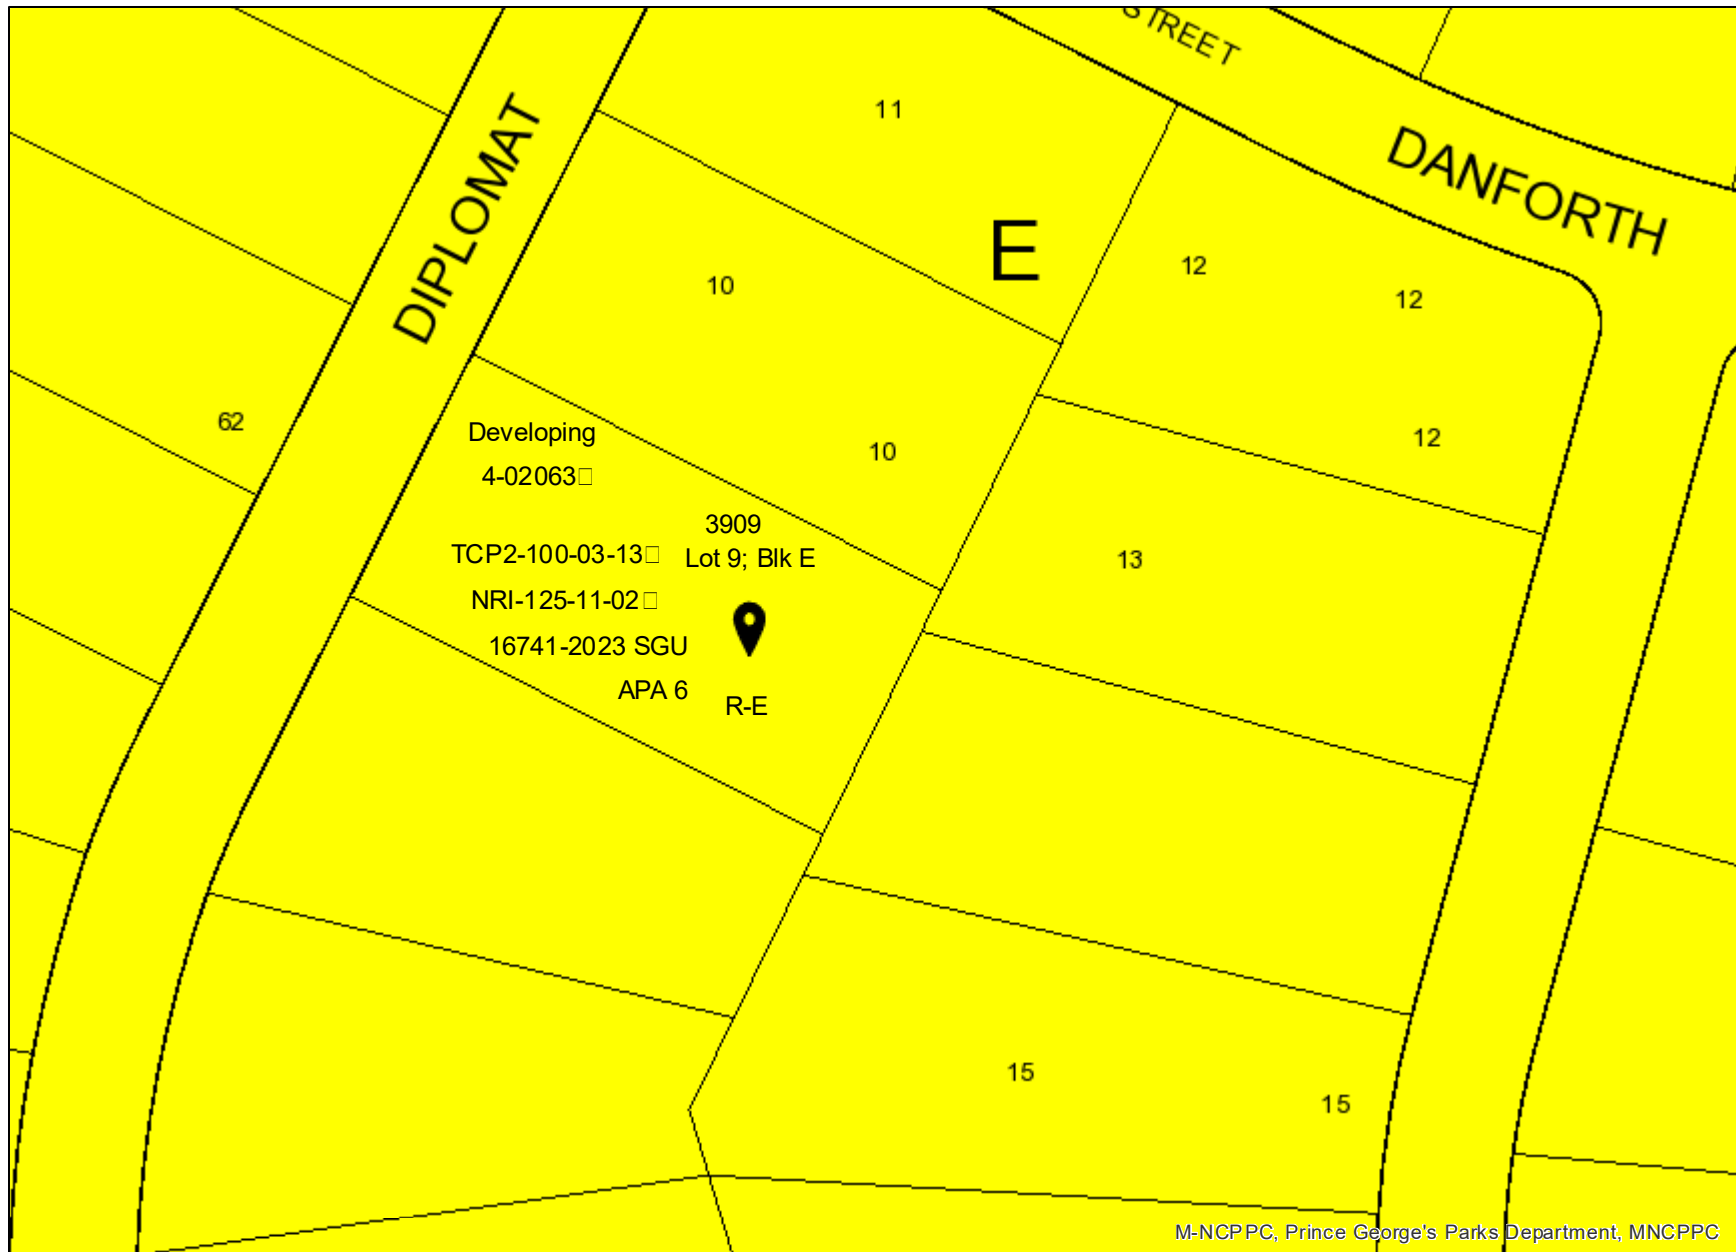 STREET
DANFORTH
11
DIPLOMAT
E
12
12
10
62
Developing
4-02063□
10
12
3909
TCP2-100-03-13□
Lot 9; Blk E
13
NRI-125-11-02□
16741-2023 SGU
APA 6
R-E
15
15
M-NCPPC, Prince George's Parks Department, MNCPPC